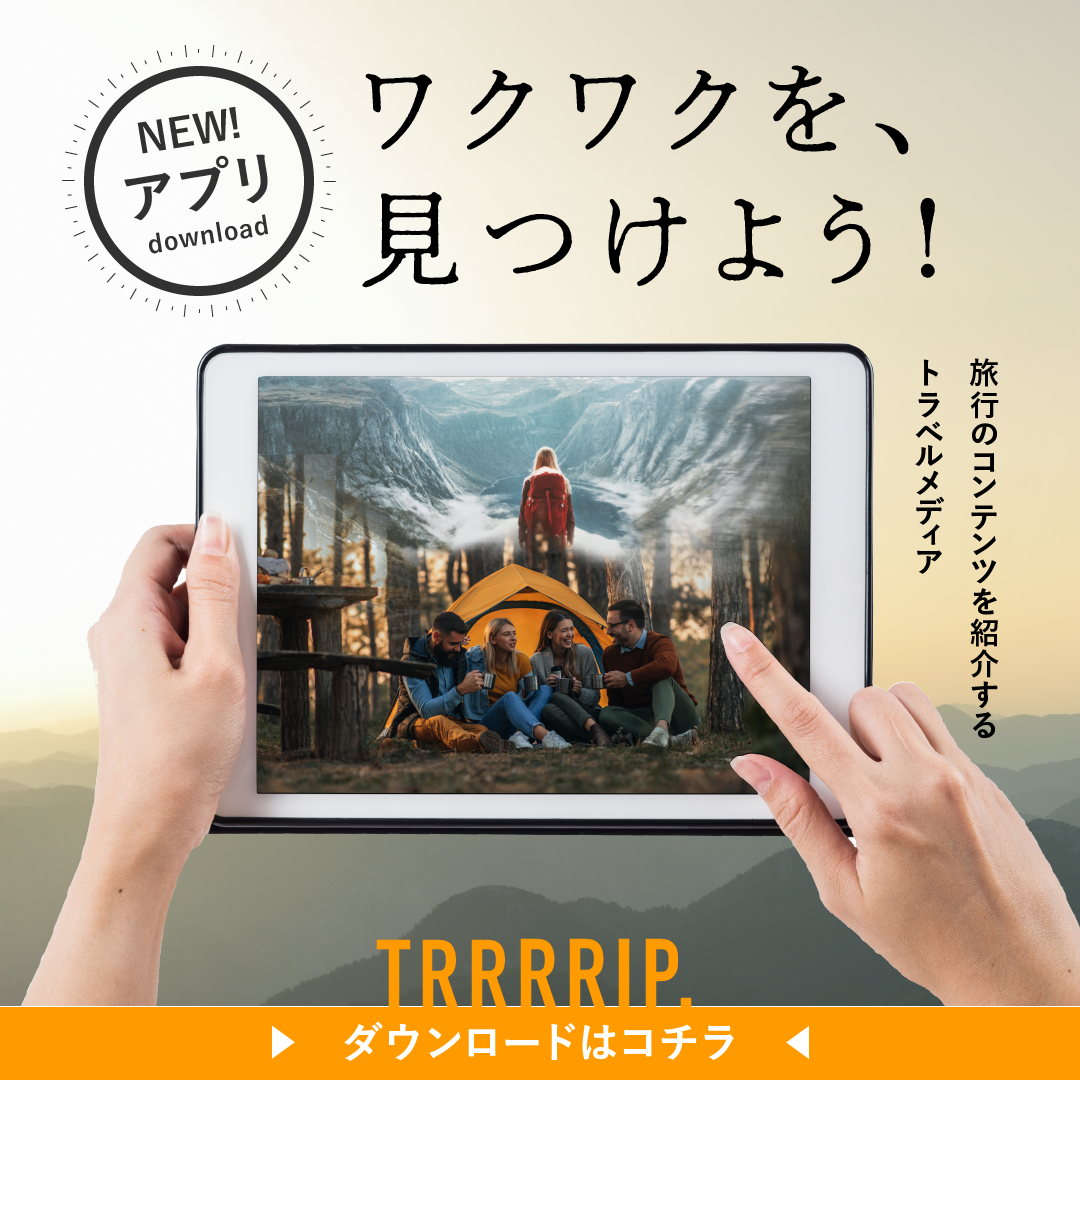 NEW!
アプリ
download
ワクワクを、
見つけよう!
旅行のコンテンツを紹介する
トラベルメディア
TRRRRIP.
ダウンロードはコチラ